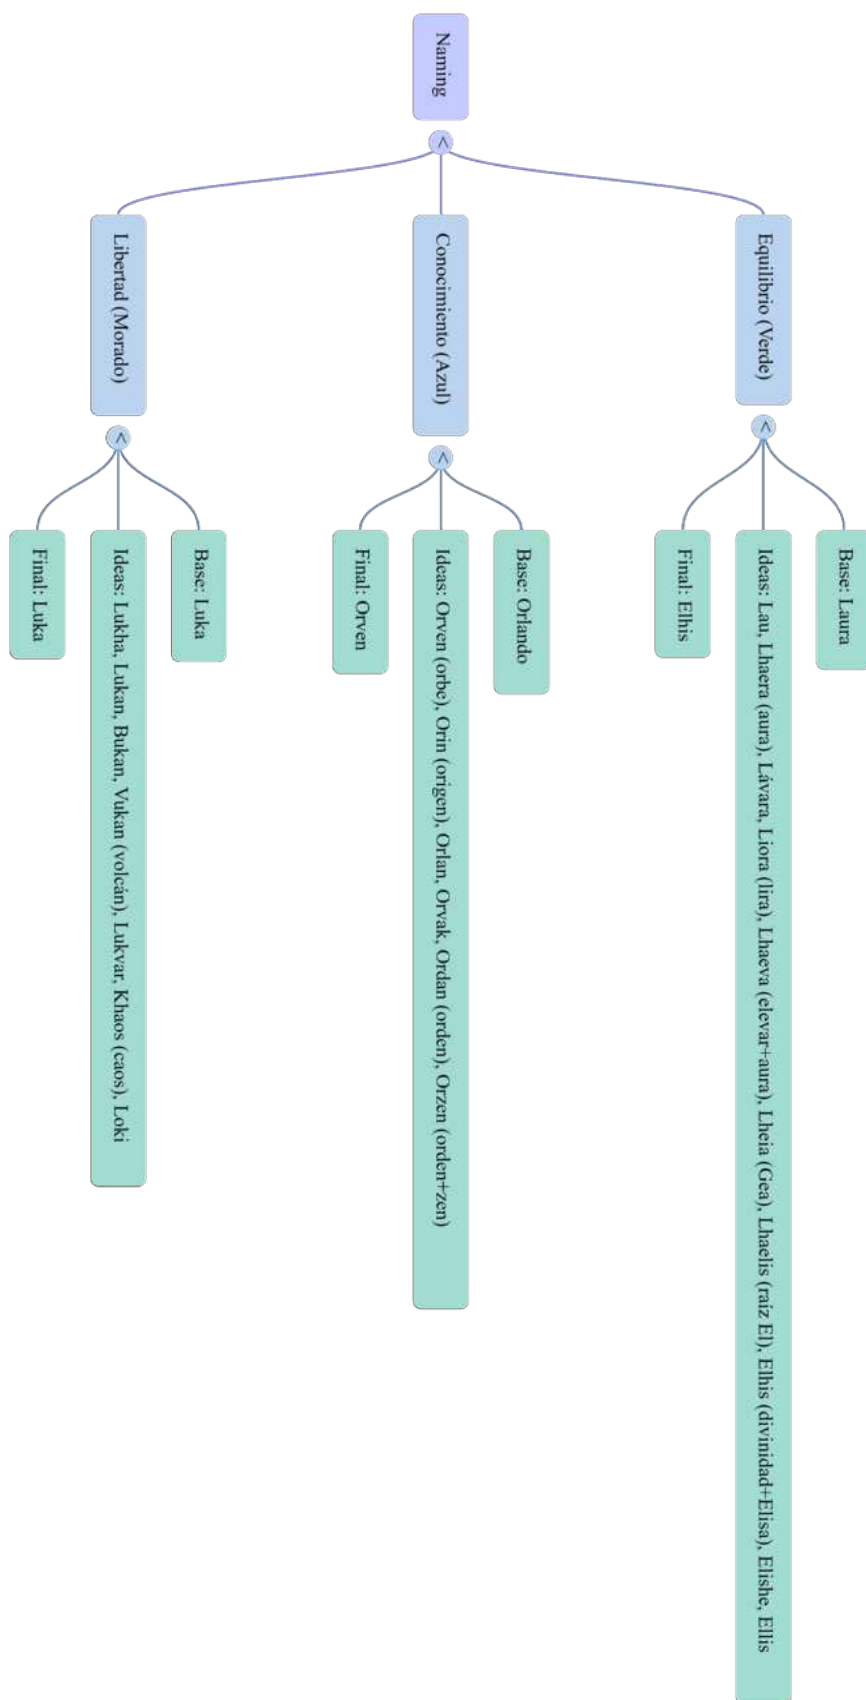 Naming
Equilibrio (Verde)
Base: Laura
Ideas: Lau, Lhaera (aura), Lávara, Liora (lira), Lhaeva (elevar+aura), Lheia (Gea), Lhaelis (raíz El), Elhis (divinidad+Elisa), Elishe, Ellis
Final: Elhis
Conocimiento (Azul)
Base: Orlando
Ideas: Orven (orbe), Orin (origen), Orlan, Orvak, Ordan (orden), Orzen (orden+zen)
Final: Orven
Libertad (Morado)
Base: Luka
Ideas: Lukha, Lukan, Bukan, Vukan (volcán), Lukvar, Khaos (caos), Loki
Final: Luka